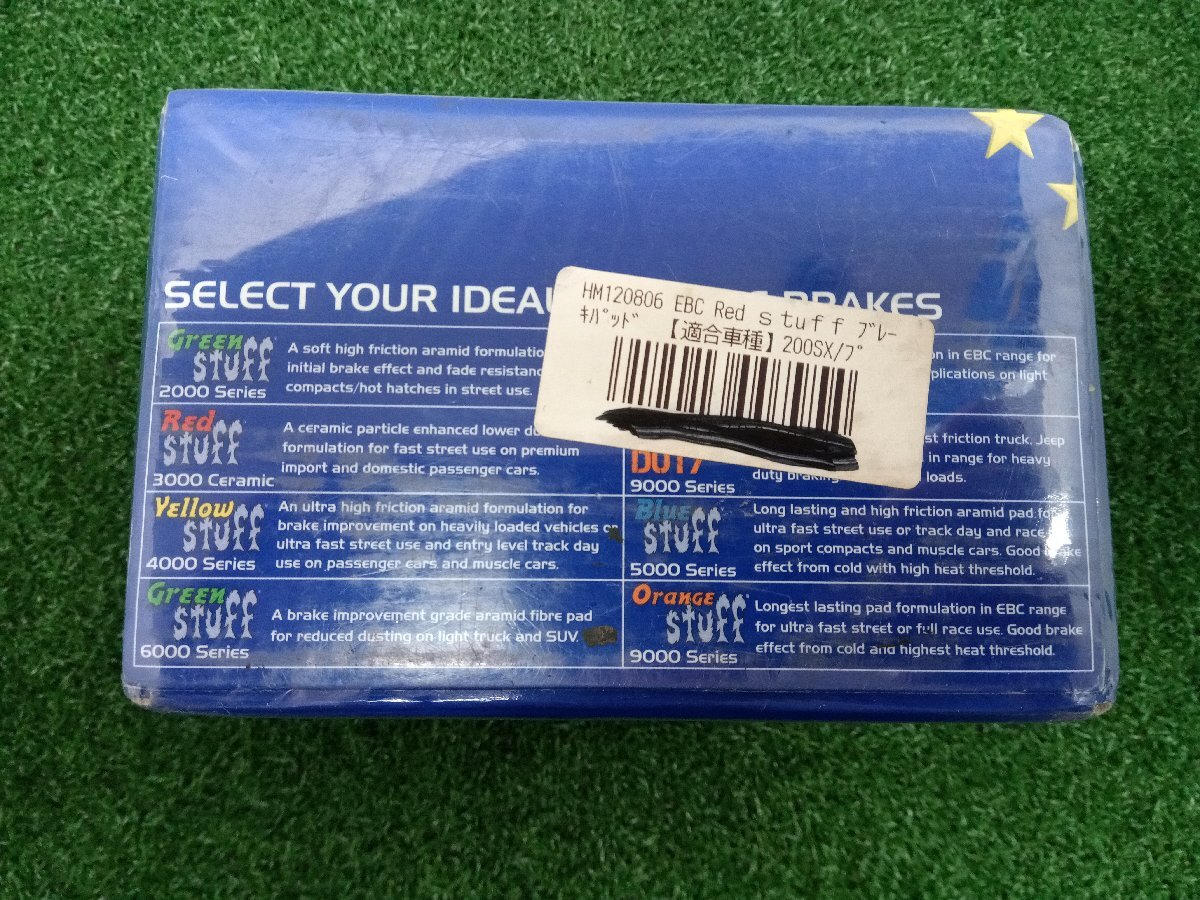 SELECT YOUR IDEAL BRAKES
HM120806 EBC Red stuff ブレー
キパッド 【適合車種】200SX/プ
Green
STUFF
2000 Series
A soft high friction aramid formulation
initial brake effect and fade resistance
compacts/hot hatches in street use.
Red
STUFF
3000 Ceramic
A ceramic particle enhanced lower
formulation for fast street use on premium
import and domestic passenger cars.
Yellow
STUFF
4000 Series
An ultra high friction aramid formulation for
brake improvement on heavily loaded vehicles
ultra fast street use and entry level track day
use on passenger cars and muscle cars.
Green
STUFF
6000 Series
A brake improvement grade aramid fibre pad
for reduced dusting on light truck and SUV.
in EBC range for
on light
9000 Series
friction truck, Jeep
in range for heavy
duty braking loads.
Blue
STUFF
5000 Series
Long lasting and high friction aramid pad for
ultra fast street use or track day and race
on sport compacts and muscle cars. Good brake
effect from cold with high heat threshold.
Orange
STUFF
9000 Series
Longest lasting pad formulation in EBC range
for ultra fast street or full race use. Good brake
effect from cold and highest heat threshold.